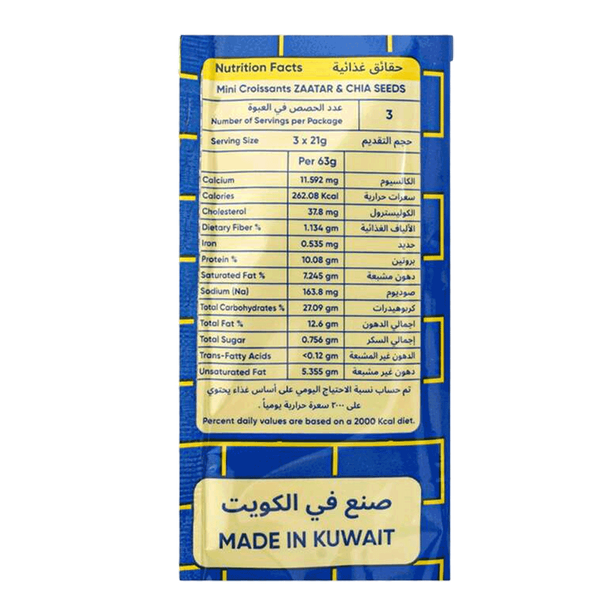 Nutrition Facts حقائق غذائية
Mini Croissants ZAATAR & CHIA SEEDS
عدد الحصص في العبوة
Number of Servings per Package 3
Serving Size 3 x 21g حجم التقديم
Per 63g
Calcium 11.592 mg الكالسيوم
Calories 262.08 Kcal سعرات حرارية
Cholesterol 37.8 mg الكوليسترول
Dietary Fiber % 1.134 gm الألياف الغذائية
Iron 0.535 mg حديد
Protein % 10.08 gm بروتين
Saturated Fat % 7.245 gm دهون مشبعة
Sodium (Na) 163.8 mg صوديوم
Total Carbohydrates % 27.09 gm كربوهيدرات
Total Fat % 12.6 gm اجمالي الدهون
Total Sugar 0.756 gm إجمالي السكر
Trans-Fatty Acids <0.12 gm الدهون غير المشبعة
Unsaturated Fat 5.355 gm دهون غير مشبعة
تم حساب نسبة الاحتياج اليومي على أساس غذاء يحتوي
على ٢٠٠٠ سعرة حرارية يومياً .
Percent daily values are based on a 2000 Kcal diet.
صنع في الكويت
MADE IN KUWAIT